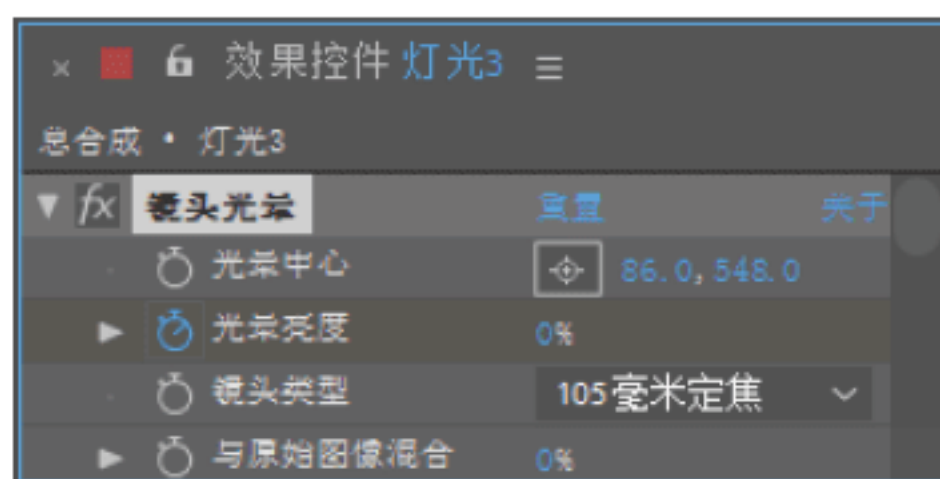 × 效果控件 灯光3 ≡
总合成 • 灯光3
fx 镜头光晕 重置 关于
光晕中心 86.0, 548.0
光晕亮度 0%
镜头类型 105毫米定焦
与原始图像混合 0%